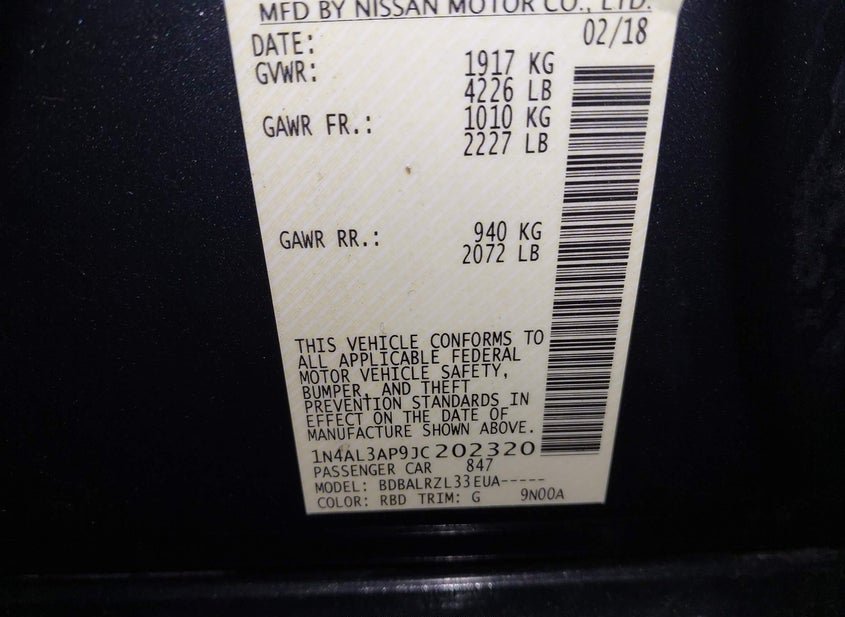 MFD BY NISSAN MOTOR CO., LTD.
DATE: 02/18
GVWR: 1917 KG
4226 LB
GAWR FR.: 1010 KG
2227 LB
GAWR RR.: 940 KG
2072 LB
THIS VEHICLE CONFORMS TO
ALL APPLICABLE FEDERAL
MOTOR VEHICLE SAFETY,
BUMPER, AND THEFT
PREVENTION STANDARDS IN
EFFECT ON THE DATE OF
MANUFACTURE SHOWN ABOVE.
1N4AL3AP9JC202320
PASSENGER CAR 847
MODEL: BDBALRZL33EUA-----
COLOR: RBD TRIM: G 9N00A